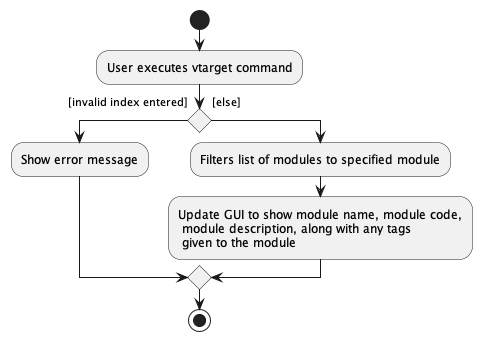 User executes vtarget command
[invalid index entered]
[else]
Show error message
Filters list of modules to specified module
Update GUI to show module name, module code,
module description, along with any tags
given to the module